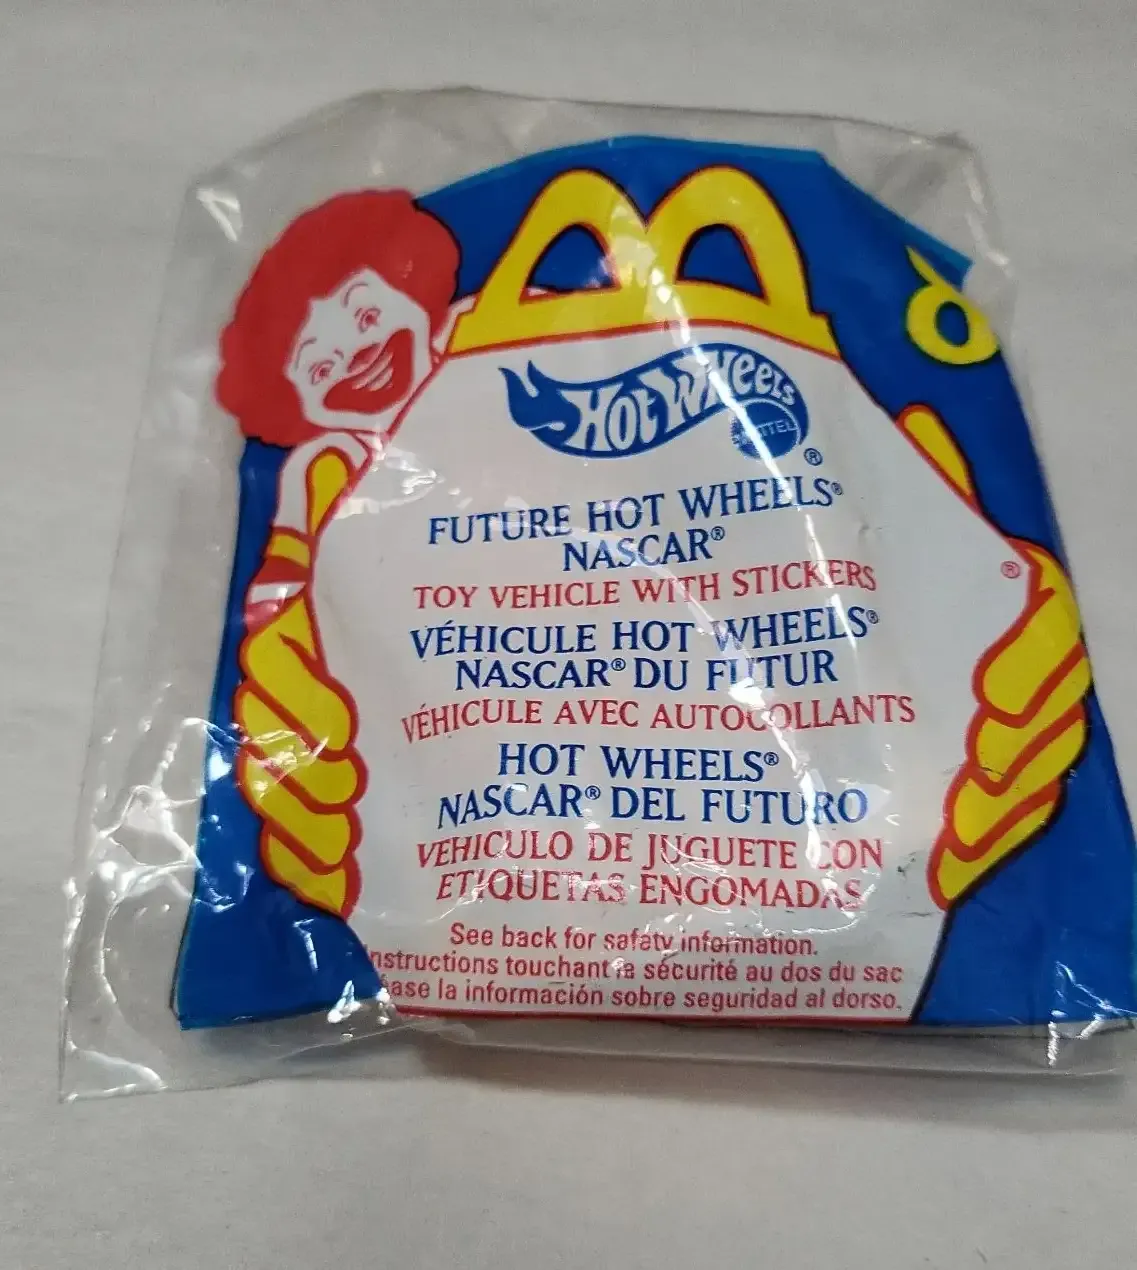 HOT WHEELS
MATTEL
®
FUTURE HOT WHEELS®
NASCAR®
TOY VEHICLE WITH STICKERS
®
VÉHICULE HOT WHEELS®
NASCAR® DU FUTUR
VÉHICULE AVEC AUTOCOLLANTS
HOT WHEELS®
NASCAR® DEL FUTURO
VEHICULO DE JUGUETE CON
ETIQUETAS ENGOMADAS
See back for safety information.
nstructions touchant la sécurité au dos du sac
ase la información sobre seguridad al dorso.